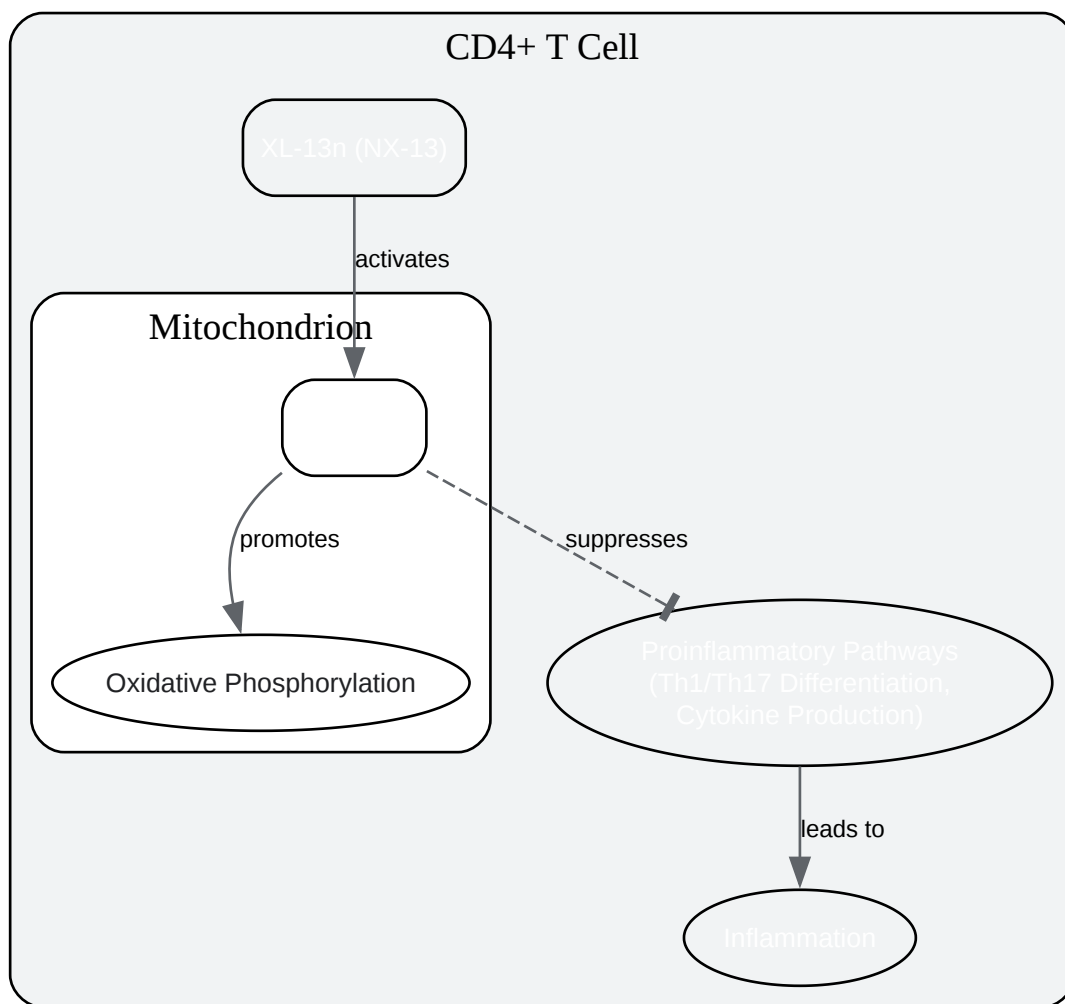 CD4+ T Cell
XL-13n (NX-13)
activates
Mitochondrion
promotes
suppresses
Oxidative Phosphorylation
Proinflammatory Pathways
(Th1/Th17 Differentiation,
Cytokine Production)
leads to
Inflammation